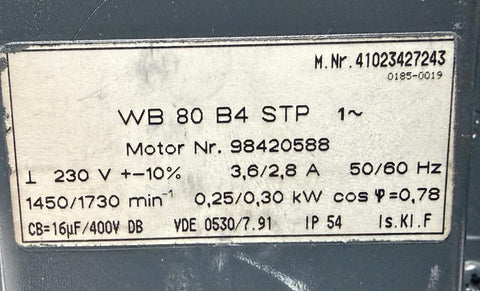 M.Nr. 41023427243
0185-0019
WB 80 B4 STP 1~
Motor Nr. 98420588
⊥ 230 V +-10% 3,6/2,8 A 50/60 Hz
1450/1730 min⁻¹ 0,25/0,30 kW cos φ=0,78
CB=16µF/400V DB VDE 0530/7.91 IP 54 Is.Kl.F